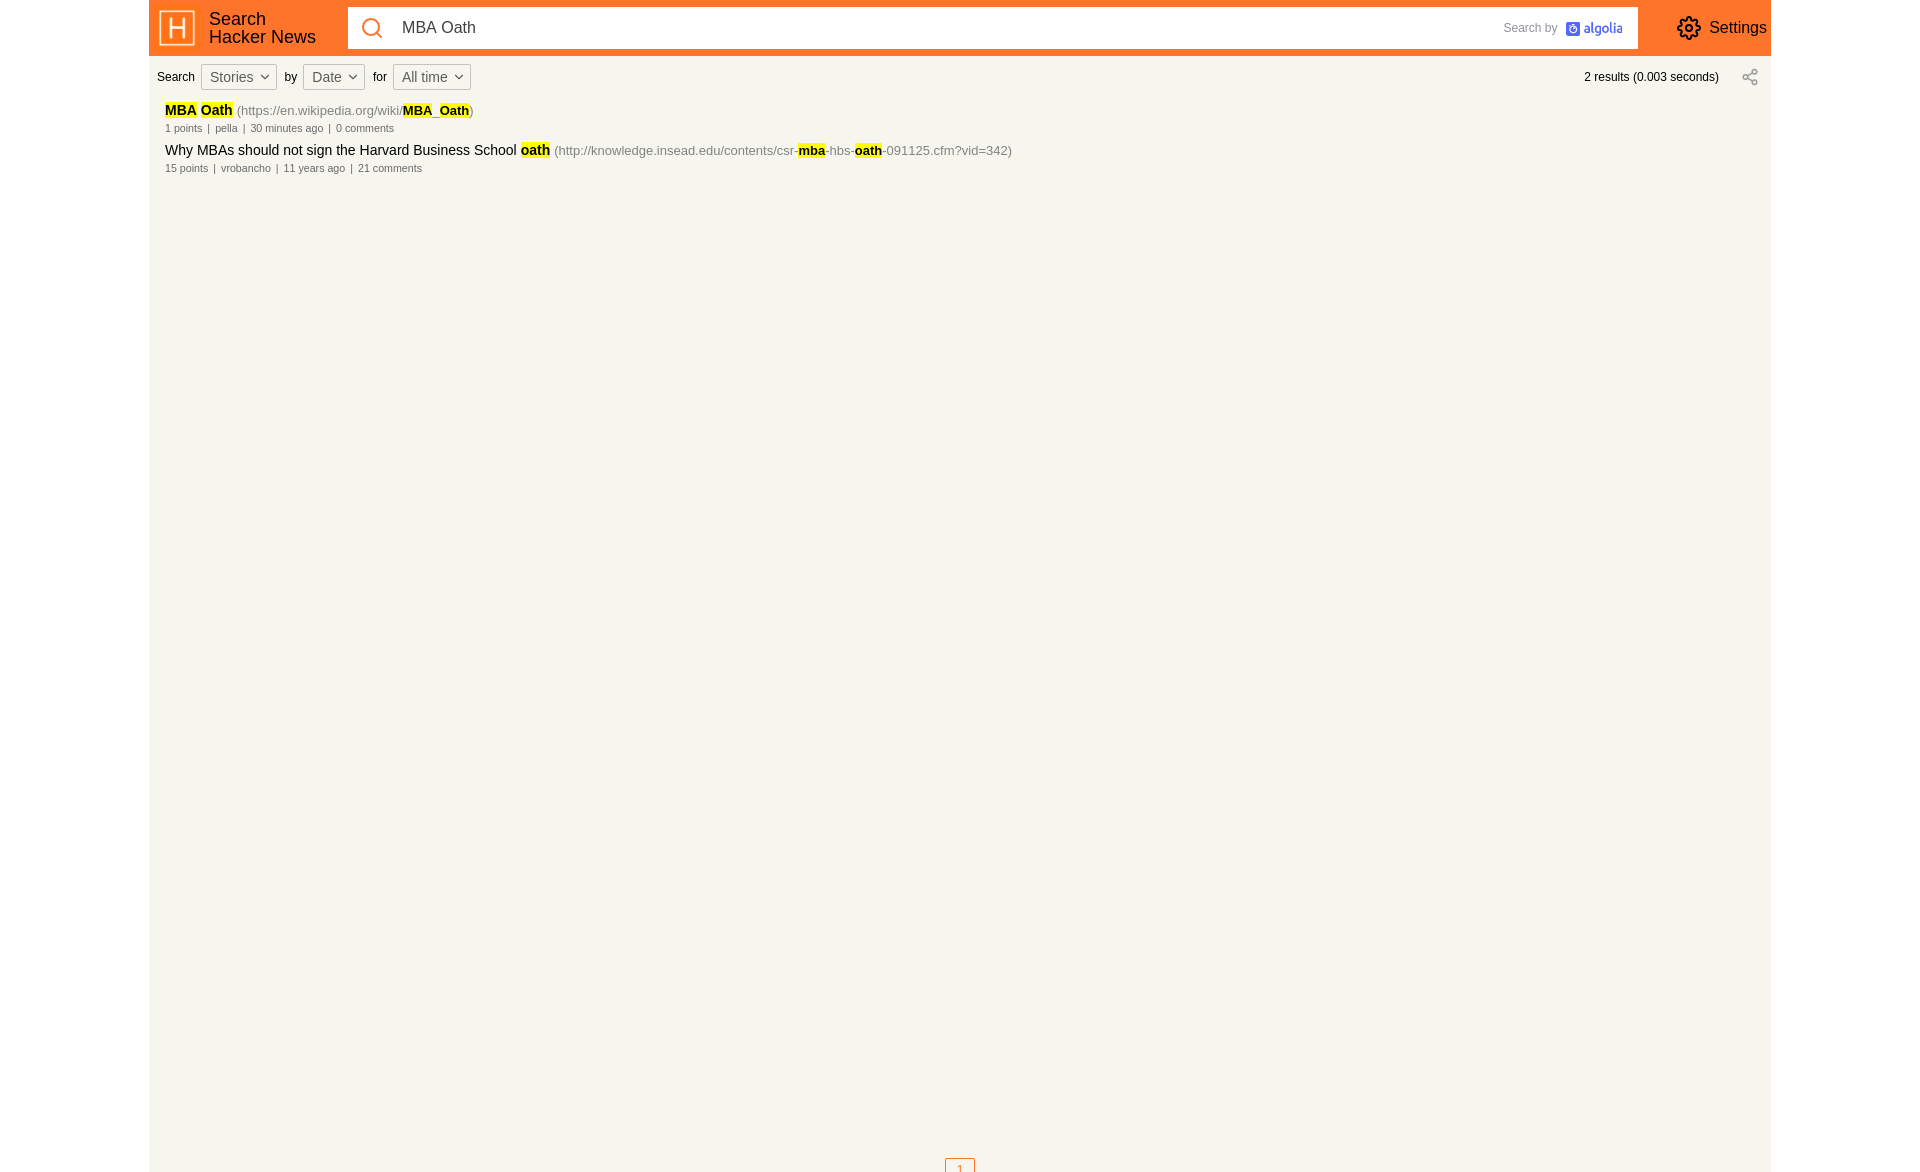 H
Search
Hacker News
MBA Oath
Search by algolia
Settings
Search Stories by Date for All time
2 results (0.003 seconds)
MBA Oath (https://en.wikipedia.org/wiki/MBA_Oath)
1 points | pella | 30 minutes ago | 0 comments
Why MBAs should not sign the Harvard Business School oath (http://knowledge.insead.edu/contents/csr-mba-hbs-oath-091125.cfm?vid=342)
15 points | vrobancho | 11 years ago | 21 comments
1